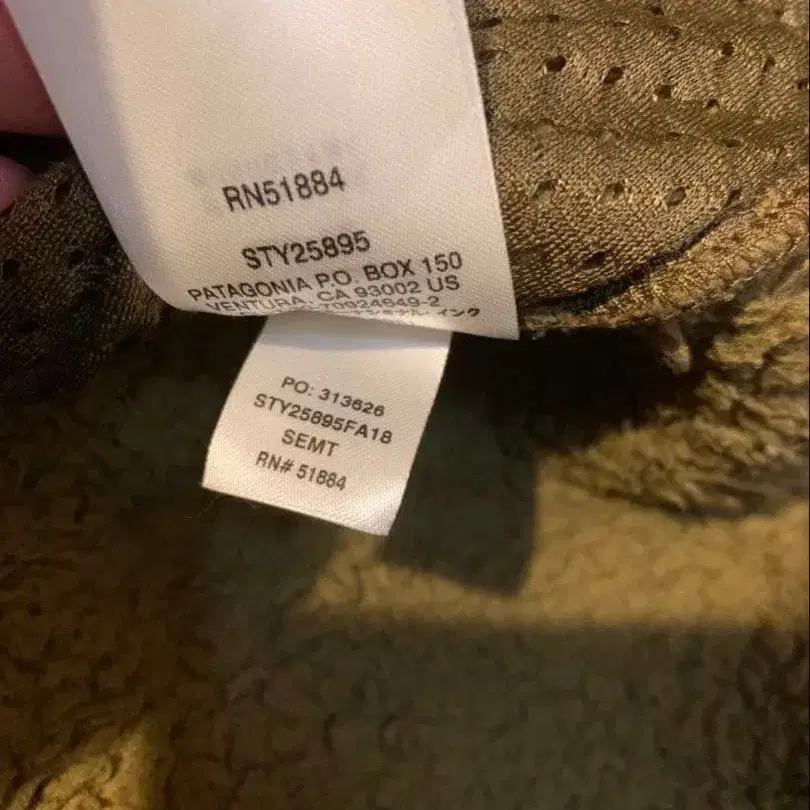 RN51884
STY25895
PATAGONIA P.O. BOX 150
VENTURA, CA 93002 US
PO: 313626
STY25895FA18
SEMT
RN# 51884